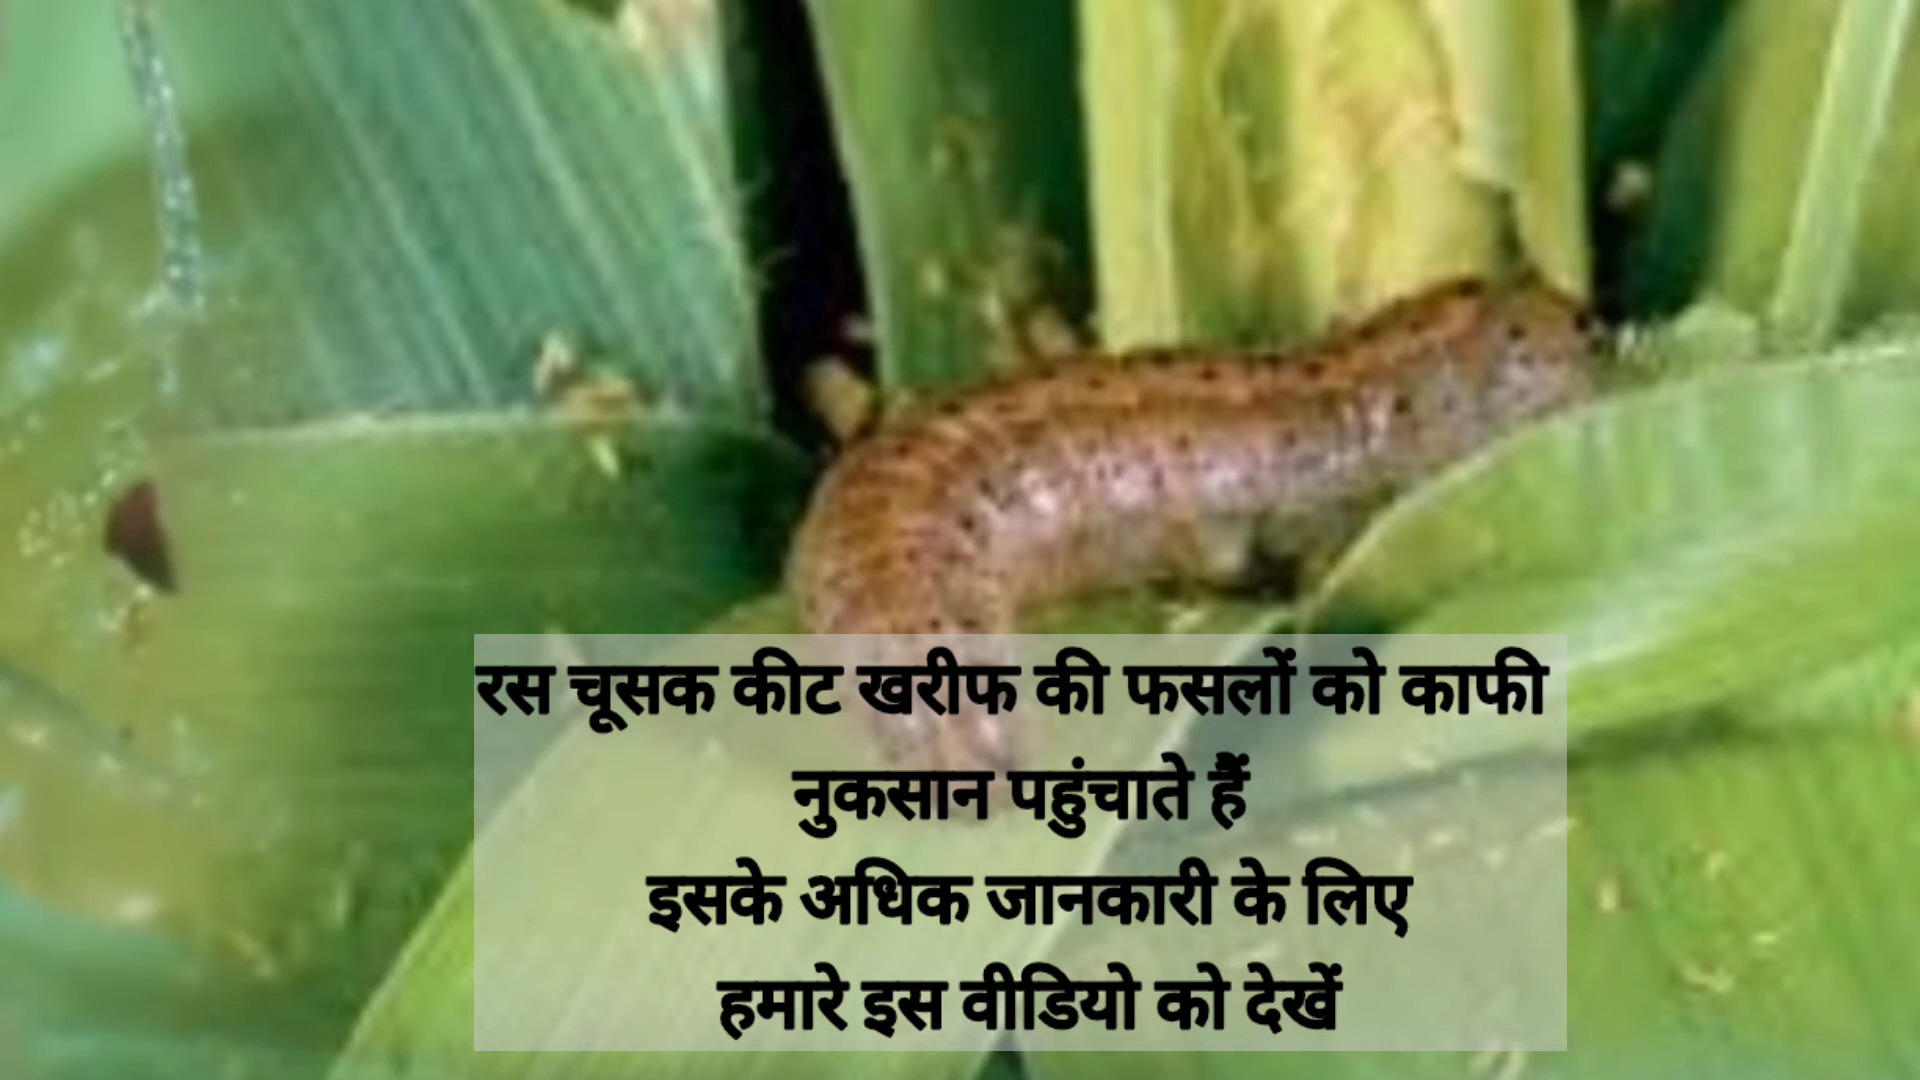 रस चूसक कीट खरीफ की फसलों को काफी
नुकसान पहुंचाते हैं
इसके अधिक जानकारी के लिए
हमारे इस वीडियो को देखें